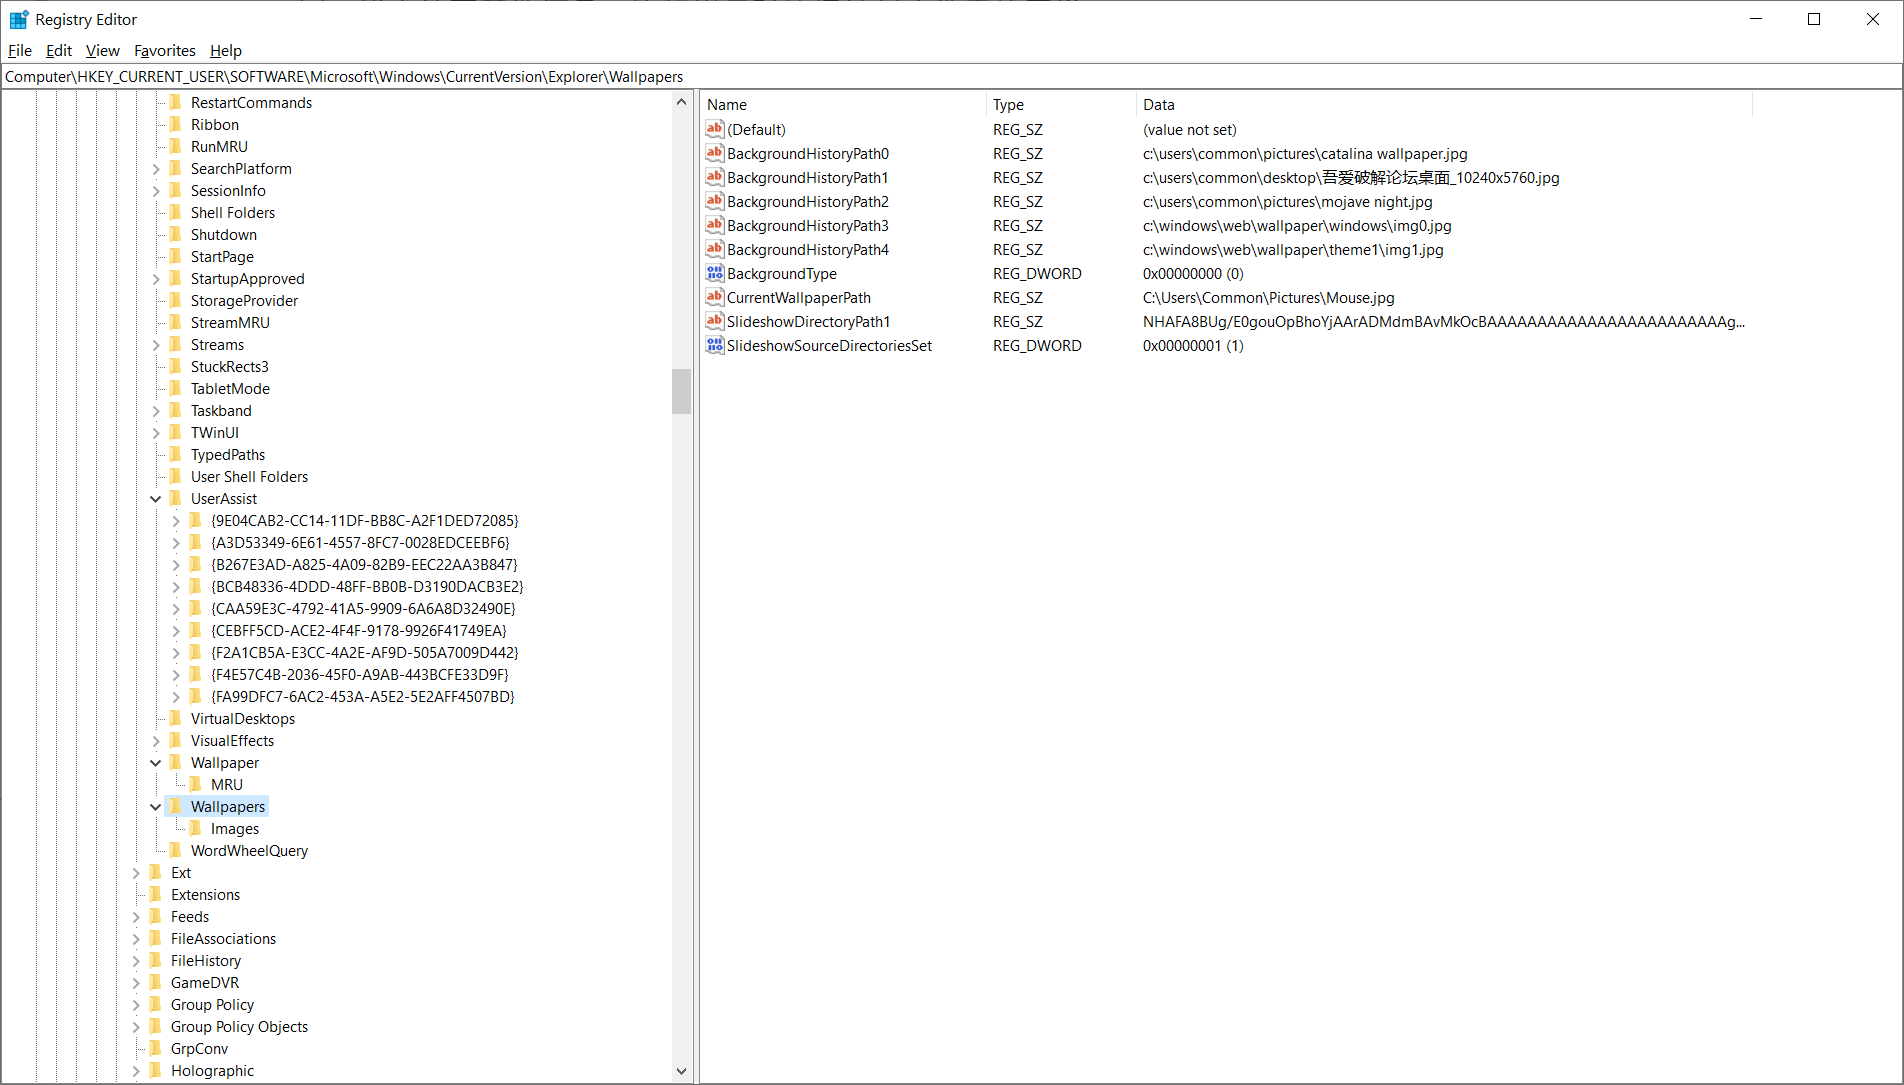 Registry Editor
File Edit View Favorites Help
Computer\HKEY_CURRENT_USER\SOFTWARE\Microsoft\Windows\CurrentVersion\Explorer\Wallpapers
RestartCommands
Ribbon
RunMRU
SearchPlatform
SessionInfo
Shell Folders
Shutdown
StartPage
StartupApproved
StorageProvider
StreamMRU
Streams
StuckRects3
TabletMode
Taskband
TWinUI
TypedPaths
User Shell Folders
UserAssist
{9E04CAB2-CC14-11DF-BB8C-A2F1DED72085}
{A3D53349-6E61-4557-8FC7-0028EDCEEBF6}
{B267E3AD-A825-4A09-82B9-EEC22AA3B847}
{BCB48336-4DDD-48FF-BB0B-D3190DACB3E2}
{CAA59E3C-4792-41A5-9909-6A6A8D32490E}
{CEBFF5CD-ACE2-4F4F-9178-9926F41749EA}
{F2A1CB5A-E3CC-4A2E-AF9D-505A7009D442}
{F4E57C4B-2036-45F0-A9AB-443BCFE33D9F}
{FA99DFC7-6AC2-453A-A5E2-5E2AFF4507BD}
VirtualDesktops
VisualEffects
Wallpaper
MRU
Wallpapers
Images
WordWheelQuery
Ext
Extensions
Feeds
FileAssociations
FileHistory
GameDVR
Group Policy
Group Policy Objects
GrpConv
Holographic
Name Type Data
(Default) REG_SZ (value not set)
BackgroundHistoryPath0 REG_SZ c:\users\common\pictures\catalina wallpaper.jpg
BackgroundHistoryPath1 REG_SZ c:\users\common\desktop\吾爱破解论坛桌面_10240x5760.jpg
BackgroundHistoryPath2 REG_SZ c:\users\common\pictures\mojave night.jpg
BackgroundHistoryPath3 REG_SZ c:\windows\web\wallpaper\windows\img0.jpg
BackgroundHistoryPath4 REG_SZ c:\windows\web\wallpaper\theme1\img1.jpg
BackgroundType REG_DWORD 0x00000000 (0)
CurrentWallpaperPath REG_SZ C:\Users\Common\Pictures\Mouse.jpg
SlideshowDirectoryPath1 REG_SZ NHAFA8BUg/E0gouOpBhoYjAArADMdmBAvMkOcBAAAAAAAAAAAAAAAAAAAAAAAAg...
SlideshowSourceDirectoriesSet REG_DWORD 0x00000001 (1)